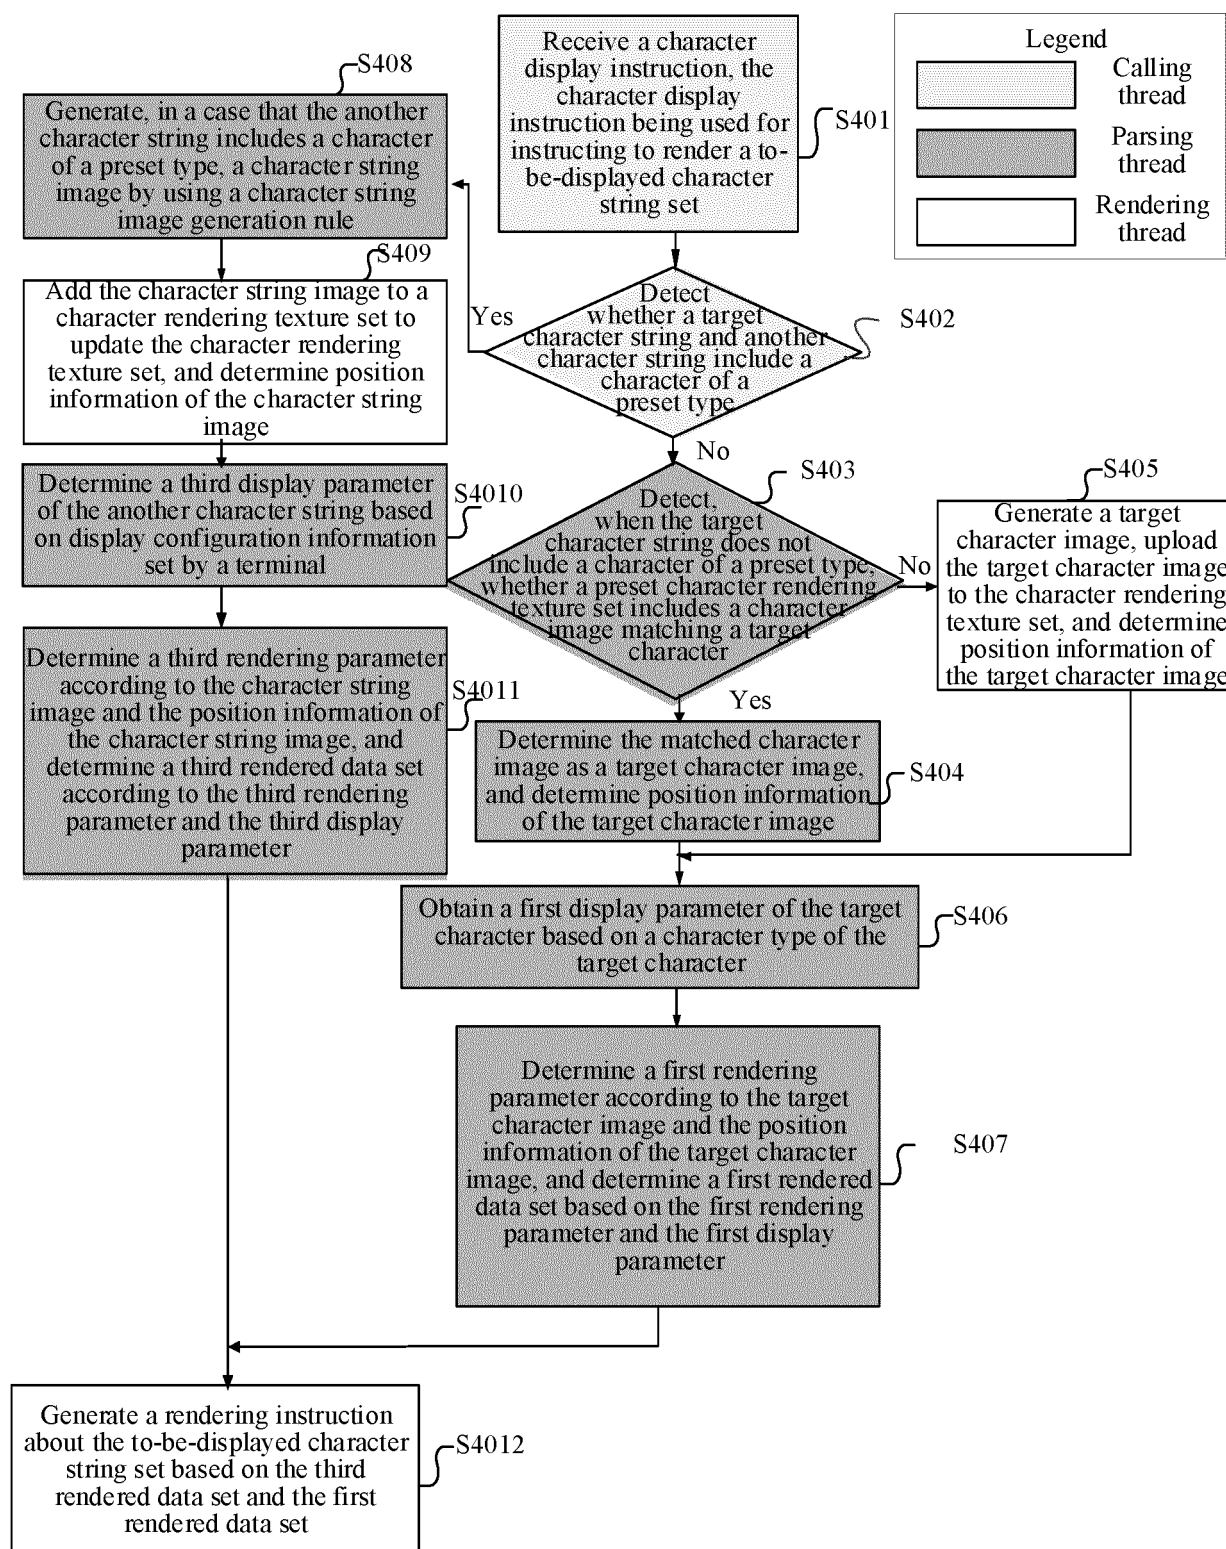 S408
Generate, in a case that the another
character string includes a character
of a preset type, a character string
image by using a character string
image generation rule
S409
Add the character string image to a
character rendering texture set to
update the character rendering
texture set, and determine position
information of the character string
image
Determine a third display parameter
of the another character string based
on display configuration information
set by a terminal
S4010
Determine a third rendering parameter
according to the character string
image and the position information of
the character string image, and
determine a third rendered data set
according to the third rendering
parameter and the third display
parameter
S4011
Receive a character
display instruction, the
character display
instruction being used for
instructing to render a to-
be-displayed character
string set
S401
Legend
Calling
thread
Parsing
thread
Rendering
thread
Detect
whether a target
character string and another
character string include a
character of a
preset type
S402
Yes
No
Detect,
when the target
character string does not
include a character of a preset type,
whether a preset character rendering
texture set includes a character
image matching a target
character
S403
No
Yes
S405
Generate a target
character image, upload
the target character image
to the character rendering
texture set, and determine
position information of
the target character image
Determine the matched character
image as a target character image,
and determine position information
of the target character image
S404
Obtain a first display parameter of the target
character based on a character type of the
target character
S406
Determine a first rendering
parameter according to the target
character image and the position
information of the target character
image, and determine a first rendered
data set based on the first rendering
parameter and the first display
parameter
S407
Generate a rendering instruction
about the to-be-displayed character
string set based on the third
rendered data set and the first
rendered data set
S4012